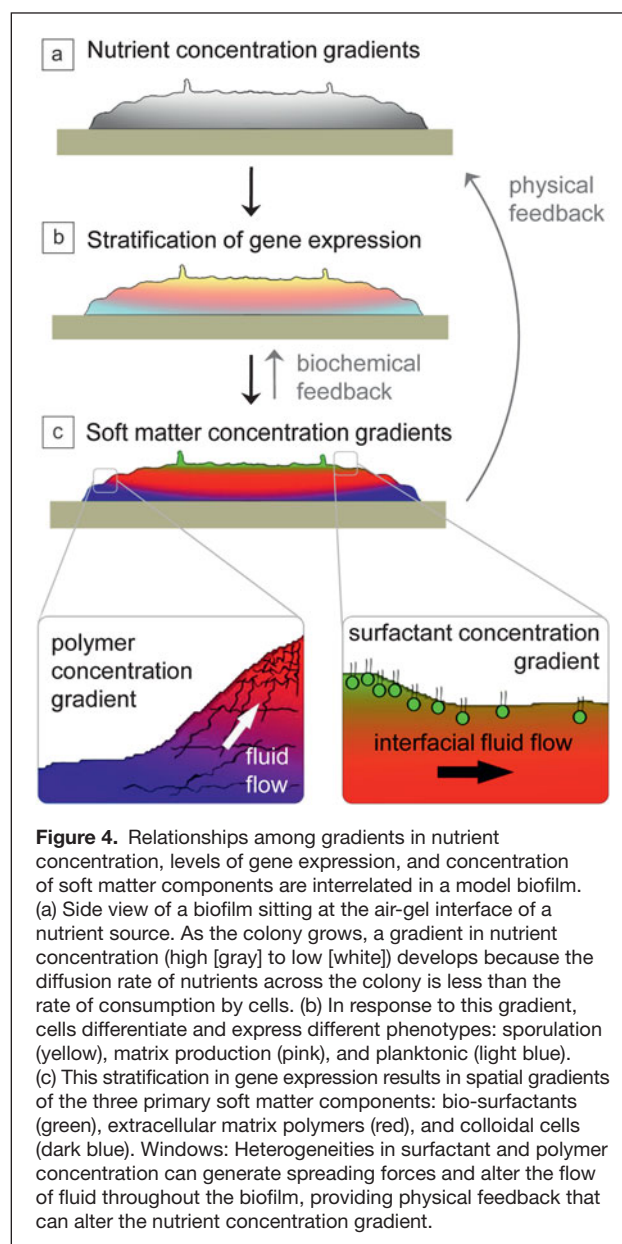 a Nutrient concentration gradients
physical
feedback
b Stratification of gene expression
biochemical
feedback
c Soft matter concentration gradients
polymer
concentration
gradient
fluid
flow
surfactant concentration
gradient
interfacial fluid flow
Figure 4. Relationships among gradients in nutrient
concentration, levels of gene expression, and concentration
of soft matter components are interrelated in a model biofilm.
(a) Side view of a biofilm sitting at the air-gel interface of a
nutrient source. As the colony grows, a gradient in nutrient
concentration (high [gray] to low [white]) develops because the
diffusion rate of nutrients across the colony is less than the
rate of consumption by cells. (b) In response to this gradient,
cells differentiate and express different phenotypes: sporulation
(yellow), matrix production (pink), and planktonic (light blue).
(c) This stratification in gene expression results in spatial gradients
of the three primary soft matter components: bio-surfactants
(green), extracellular matrix polymers (red), and colloidal cells
(dark blue). Windows: Heterogeneities in surfactant and polymer
concentration can generate spreading forces and alter the flow
of fluid throughout the biofilm, providing physical feedback that
can alter the nutrient concentration gradient.